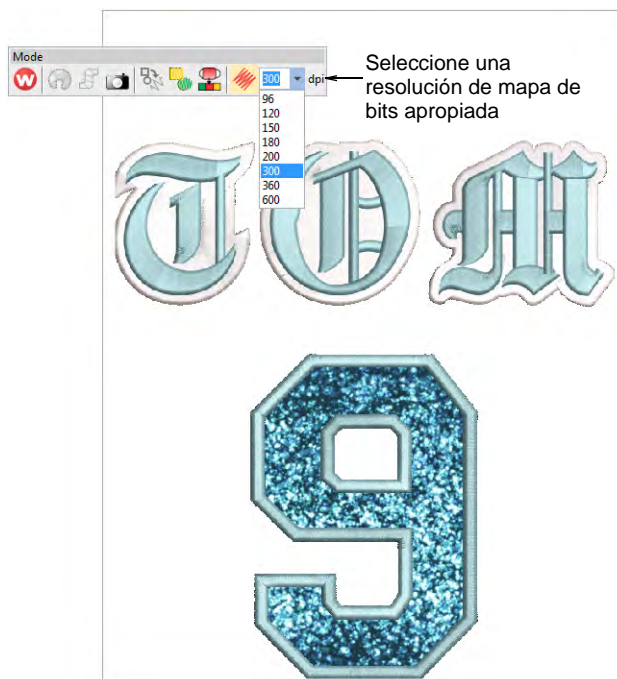 Mode
W 300 dpi
96
120
150
180
200
300
360
600
Seleccione una
resolución de mapa de
bits apropiada
TOM
9